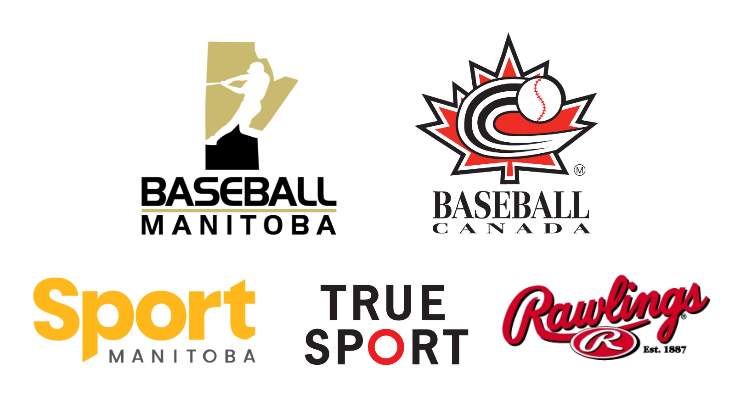 BASEBALL
MANITOBA
M
BASEBALL
CANADA
Sport
MANITOBA
TRUE
SPORT
Rawlings®
R
Est. 1887